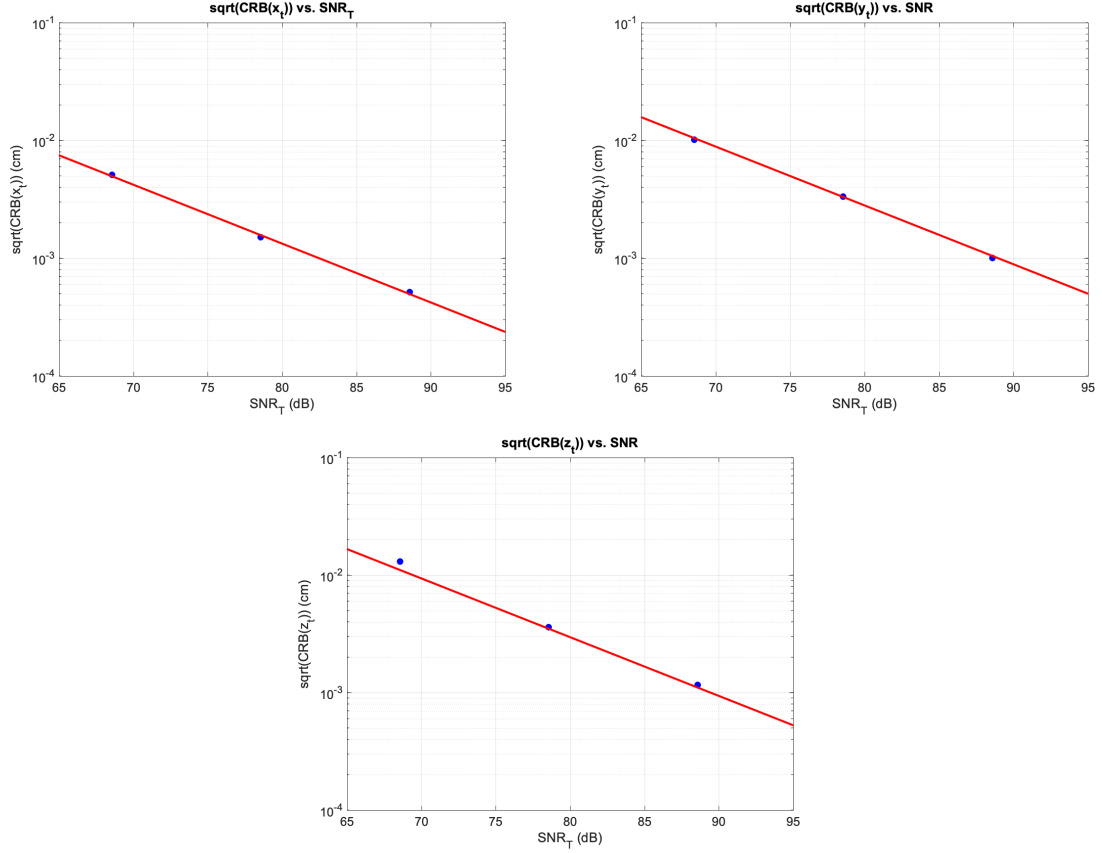 sqrt(CRB(x_t)) vs. SNR_T
10^-1
10^-2
10^-3
10^-4
sqrt(CRB(x_t)) (cm)
65 70 75 80 85 90 95
SNR_T (dB)
sqrt(CRB(y_t)) vs. SNR
10^-1
10^-2
10^-3
10^-4
sqrt(CRB(y_t)) (cm)
65 70 75 80 85 90 95
SNR_T (dB)
sqrt(CRB(z_t)) vs. SNR
10^-1
10^-2
10^-3
10^-4
sqrt(CRB(z_t)) (cm)
65 70 75 80 85 90 95
SNR_T (dB)